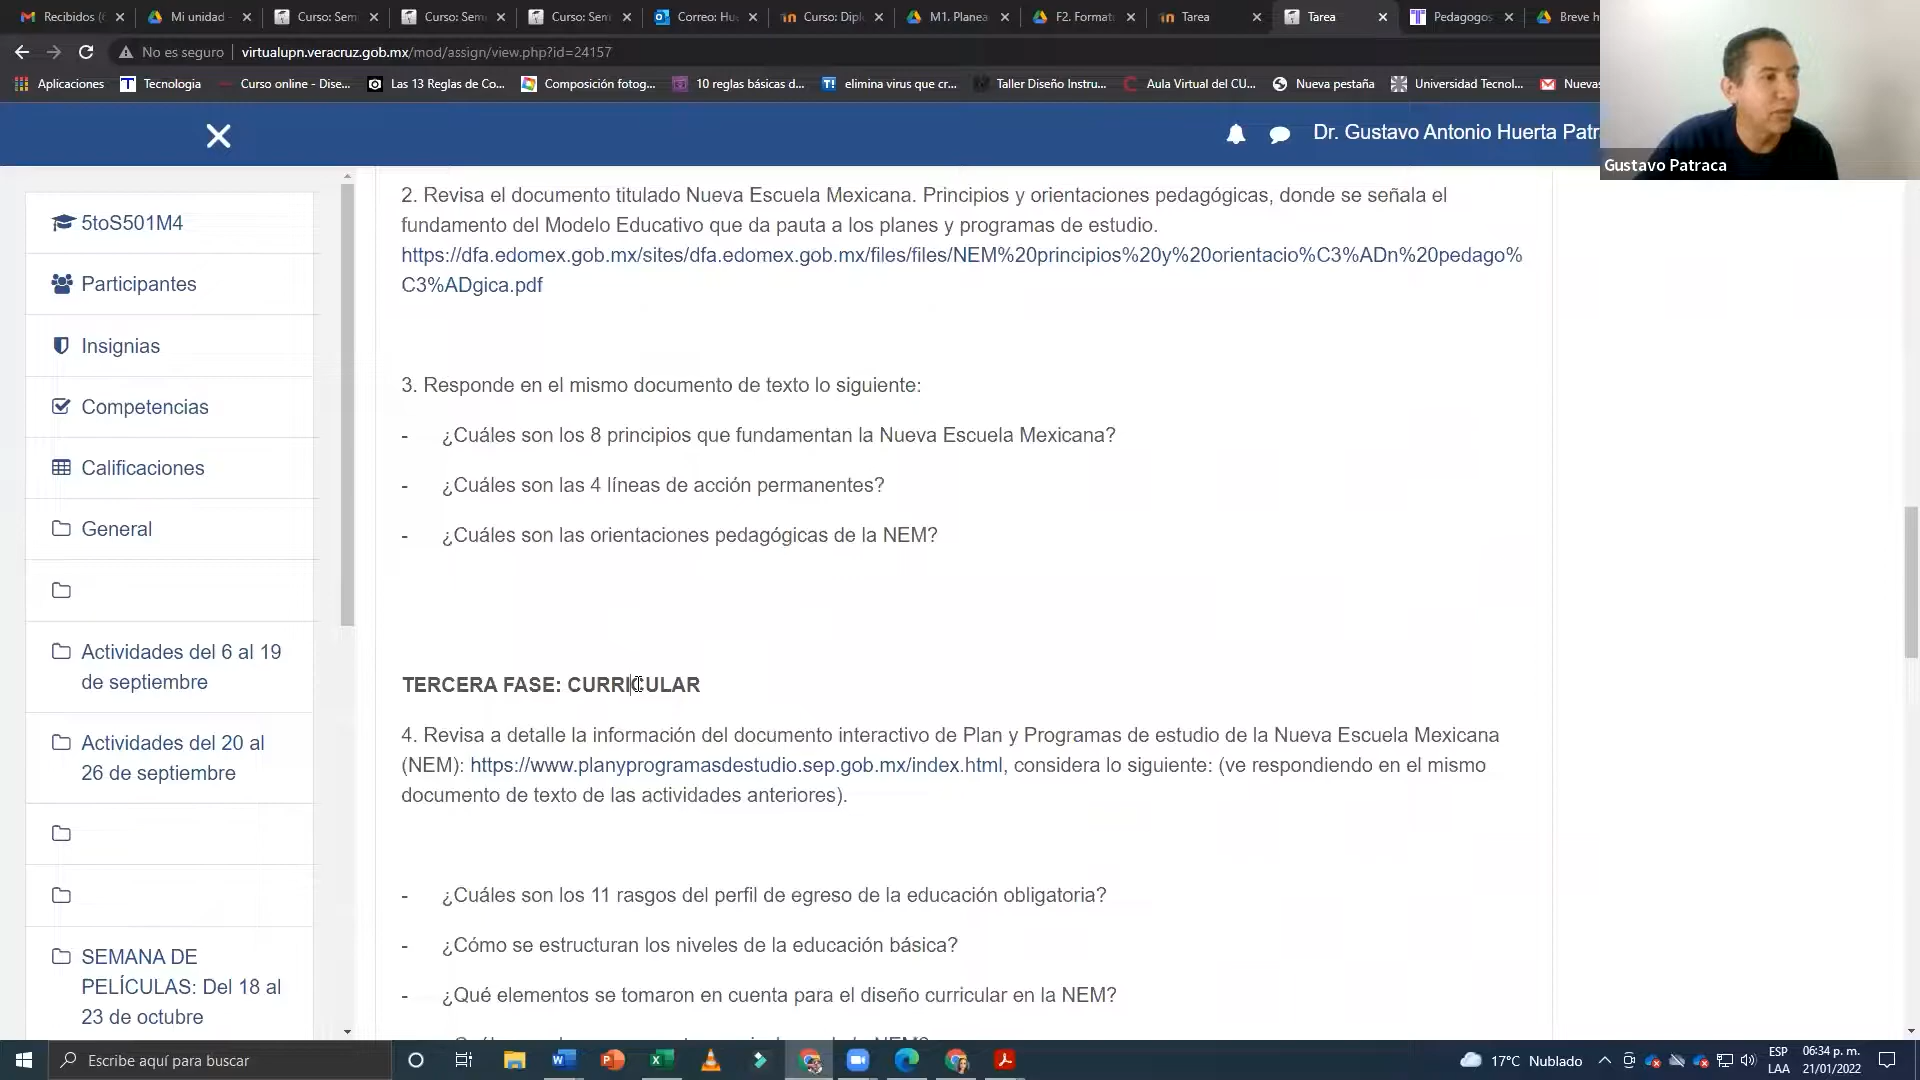 Recibidos (
Mi unidad -
Curso: Sem
Curso: Sem
Curso: Sem
Correo: Hu
Curso: Dipl
M1. Planea
F2. Format
Tarea
Tarea
Pedagogos
Breve h
No es seguro | virtualupn.veracruz.gob.mx/mod/assign/view.php?id=24157
Aplicaciones
Tecnologia
Curso online - Dise...
Las 13 Reglas de Co...
Composición fotog...
10 reglas básicas d...
elimina virus que cr...
Taller Diseño Instru...
Aula Virtual del CU...
Nueva pestaña
Universidad Tecnol...
Nuevas
Dr. Gustavo Antonio Huerta Patr
Gustavo Patraca
5toS501M4
Participantes
Insignias
Competencias
Calificaciones
General
Actividades del 6 al 19
de septiembre
Actividades del 20 al
26 de septiembre
SEMANA DE
PELÍCULAS: Del 18 al
23 de octubre
2. Revisa el documento titulado Nueva Escuela Mexicana. Principios y orientaciones pedagógicas, donde se señala el
fundamento del Modelo Educativo que da pauta a los planes y programas de estudio.
https://dfa.edomex.gob.mx/sites/dfa.edomex.gob.mx/files/files/NEM%20principios%20y%20orientacio%C3%ADn%20pedago%
C3%ADgica.pdf
3. Responde en el mismo documento de texto lo siguiente:
- ¿Cuáles son los 8 principios que fundamentan la Nueva Escuela Mexicana?
- ¿Cuáles son las 4 líneas de acción permanentes?
- ¿Cuáles son las orientaciones pedagógicas de la NEM?
TERCERA FASE: CURRICULAR
4. Revisa a detalle la información del documento interactivo de Plan y Programas de estudio de la Nueva Escuela Mexicana
(NEM): https://www.planyprogramasdestudio.sep.gob.mx/index.html, considera lo siguiente: (ve respondiendo en el mismo
documento de texto de las actividades anteriores).
- ¿Cuáles son los 11 rasgos del perfil de egreso de la educación obligatoria?
- ¿Cómo se estructuran los niveles de la educación básica?
- ¿Qué elementos se tomaron en cuenta para el diseño curricular en la NEM?
Escribe aquí para buscar
17°C Nublado
ESP
LAA
06:34 p. m.
21/01/2022